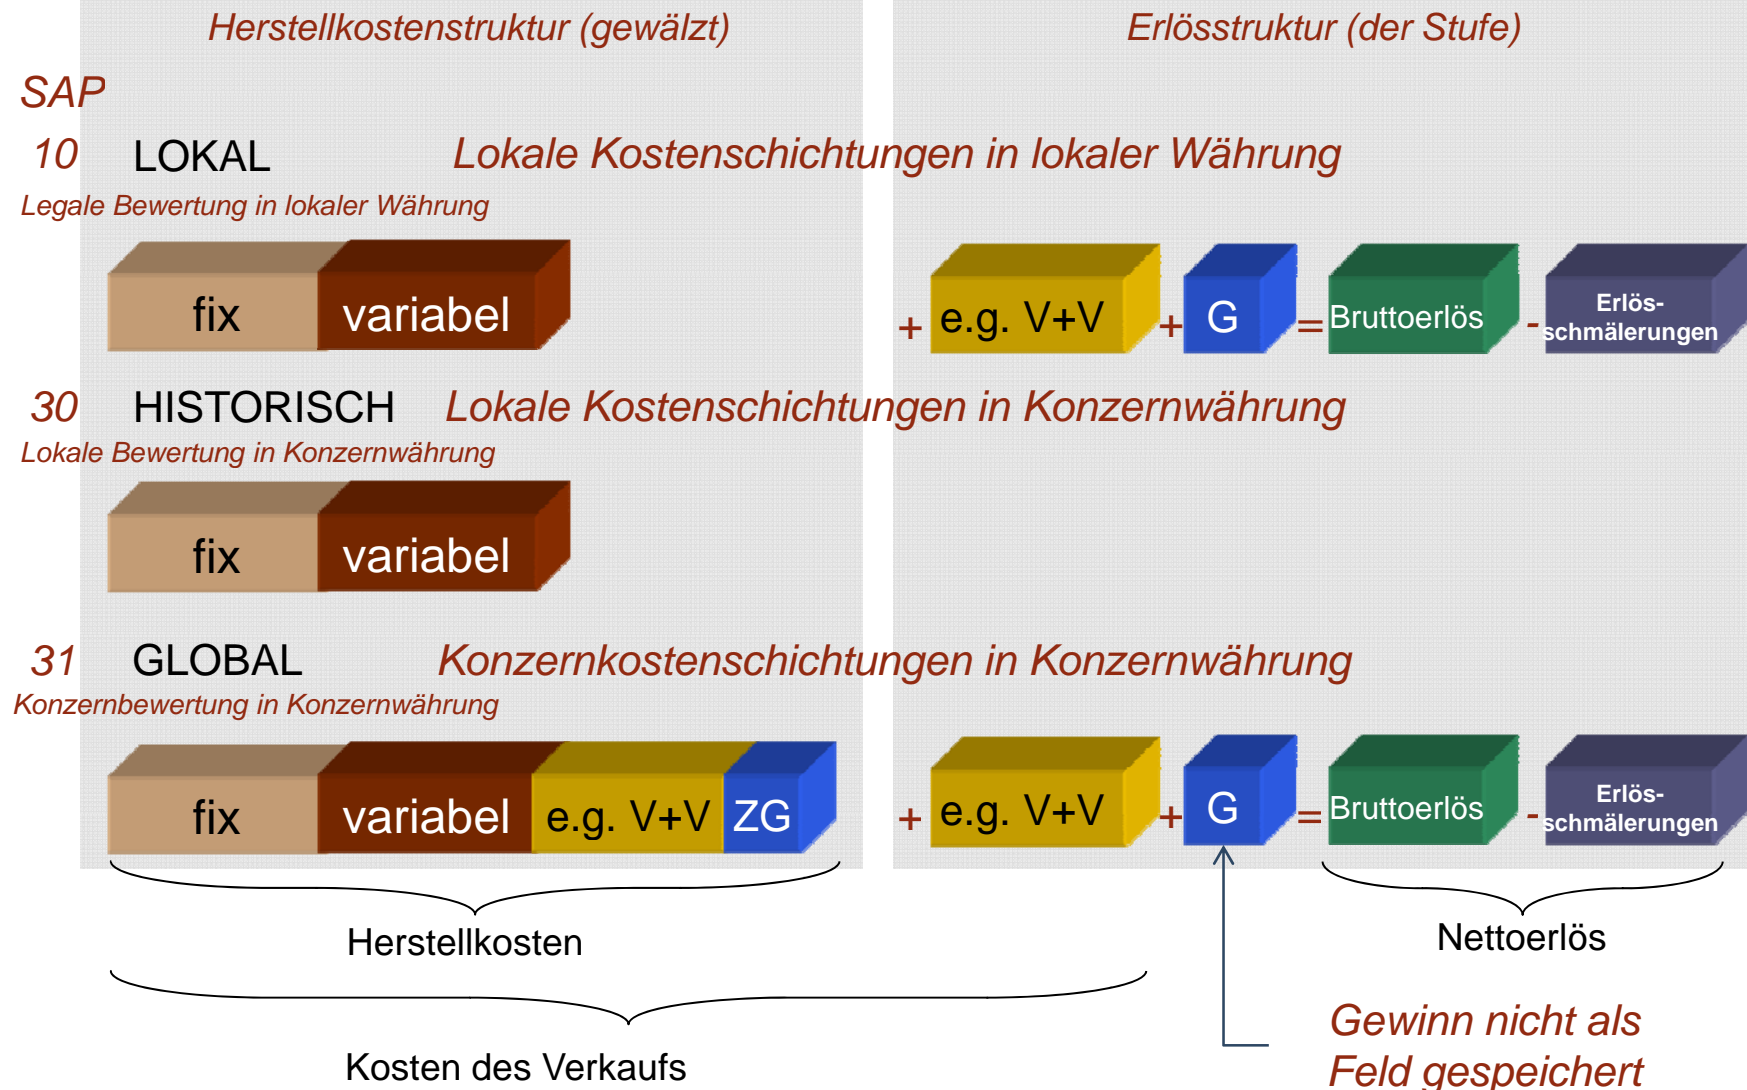 Herstellkostenstruktur (gewälzt)
Erlösstruktur (der Stufe)
SAP
10 LOKAL Lokale Kostenschichtungen in lokaler Währung
Legale Bewertung in lokaler Währung
fix variabel + e.g. V+V + G = Bruttoerlös - Erlös-
schmälerungen
30 HISTORISCH Lokale Kostenschichtungen in Konzernwährung
Lokale Bewertung in Konzernwährung
fix variabel
31 GLOBAL Konzernkostenschichtungen in Konzernwährung
Konzernbewertung in Konzernwährung
fix variabel e.g. V+V ZG + e.g. V+V + G = Bruttoerlös - Erlös-
schmälerungen
Herstellkosten
Nettoerlös
Kosten des Verkaufs
Gewinn nicht als
Feld gespeichert